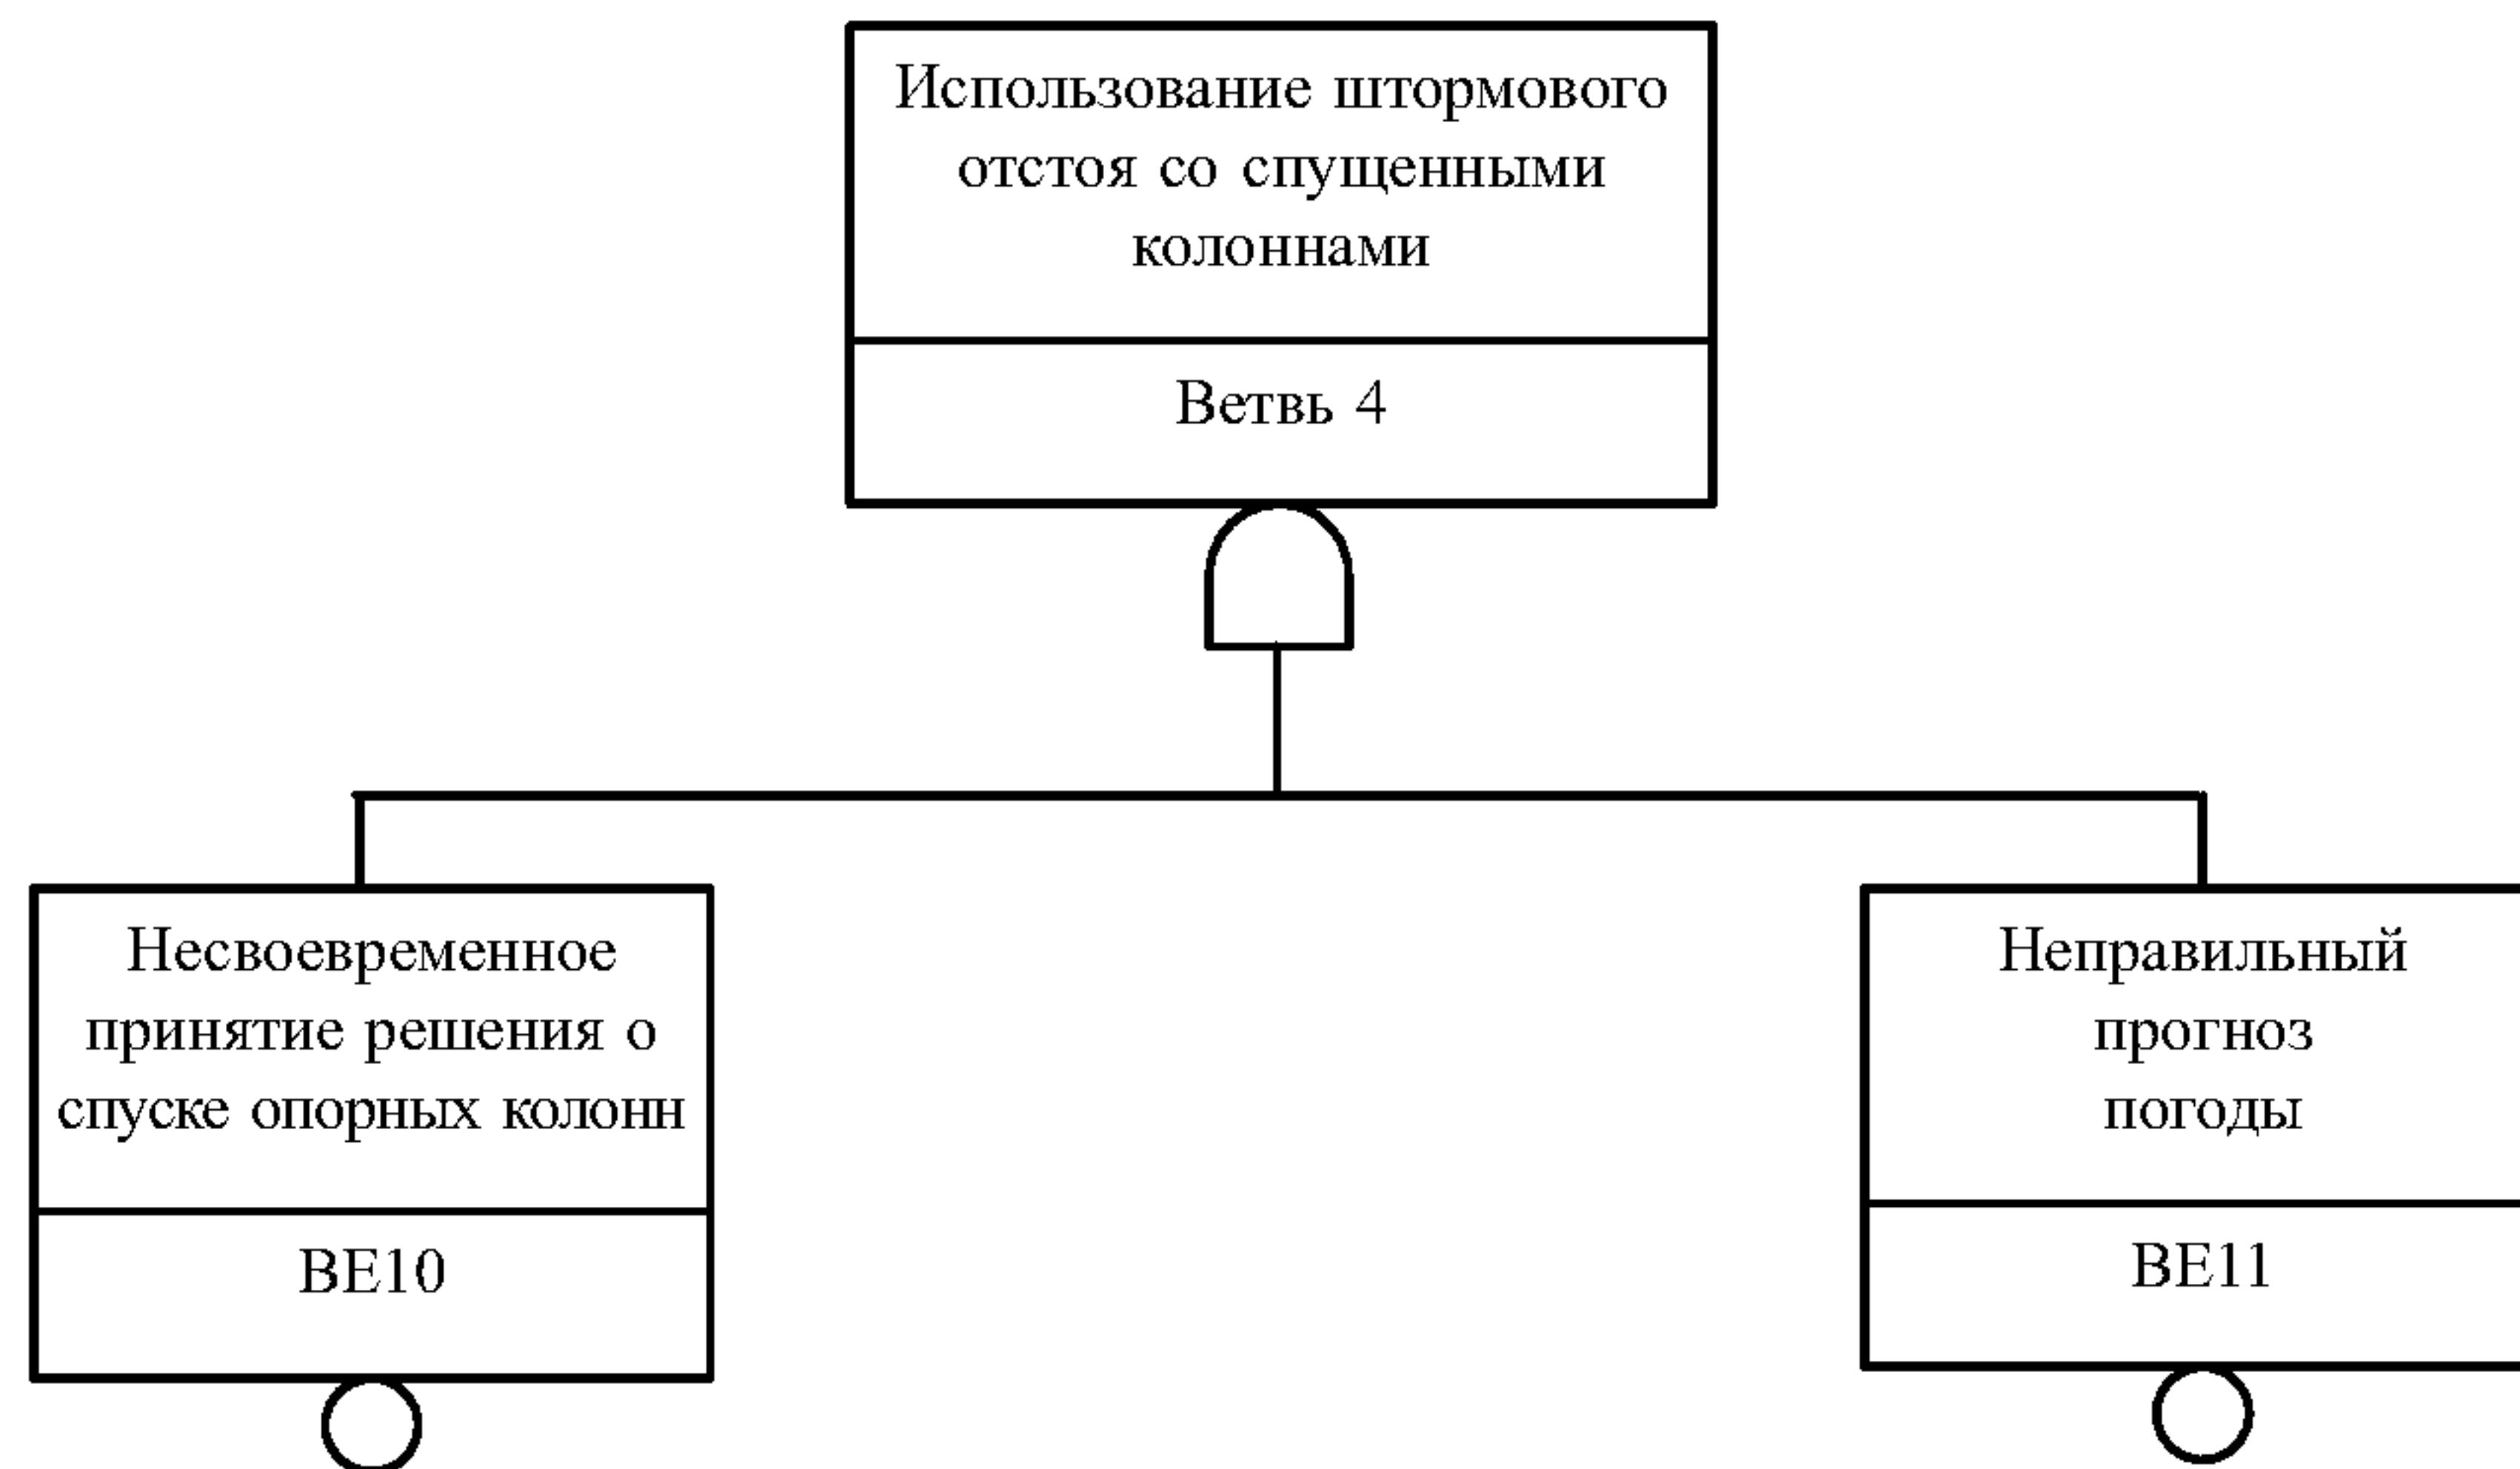 Использование штормового
отстоя со спущенными
колоннами
Ветвь 4
Несвоевременное
принятие решения о
спуске опорных колонн
BE10
Неправильный
прогноз
погоды
BE11